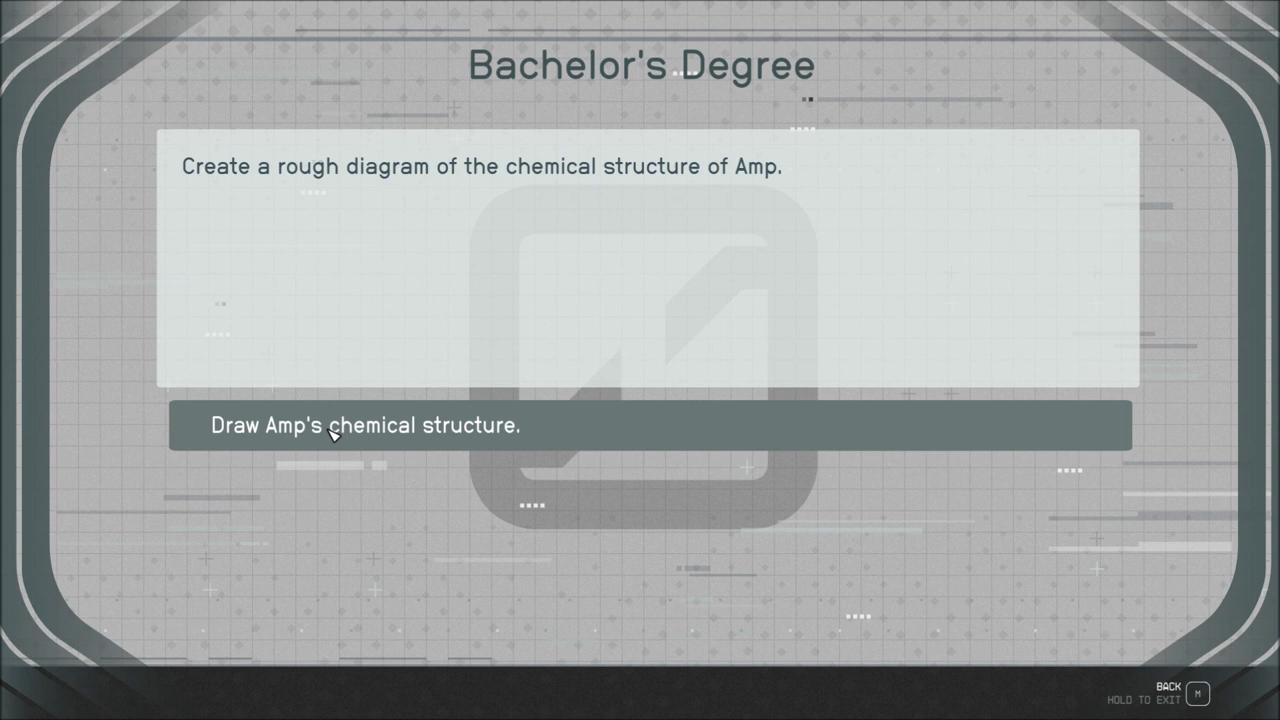 Bachelor's Degree
Create a rough diagram of the chemical structure of Amp.
Draw Amp's chemical structure.
BACK
HOLD TO EXIT
M